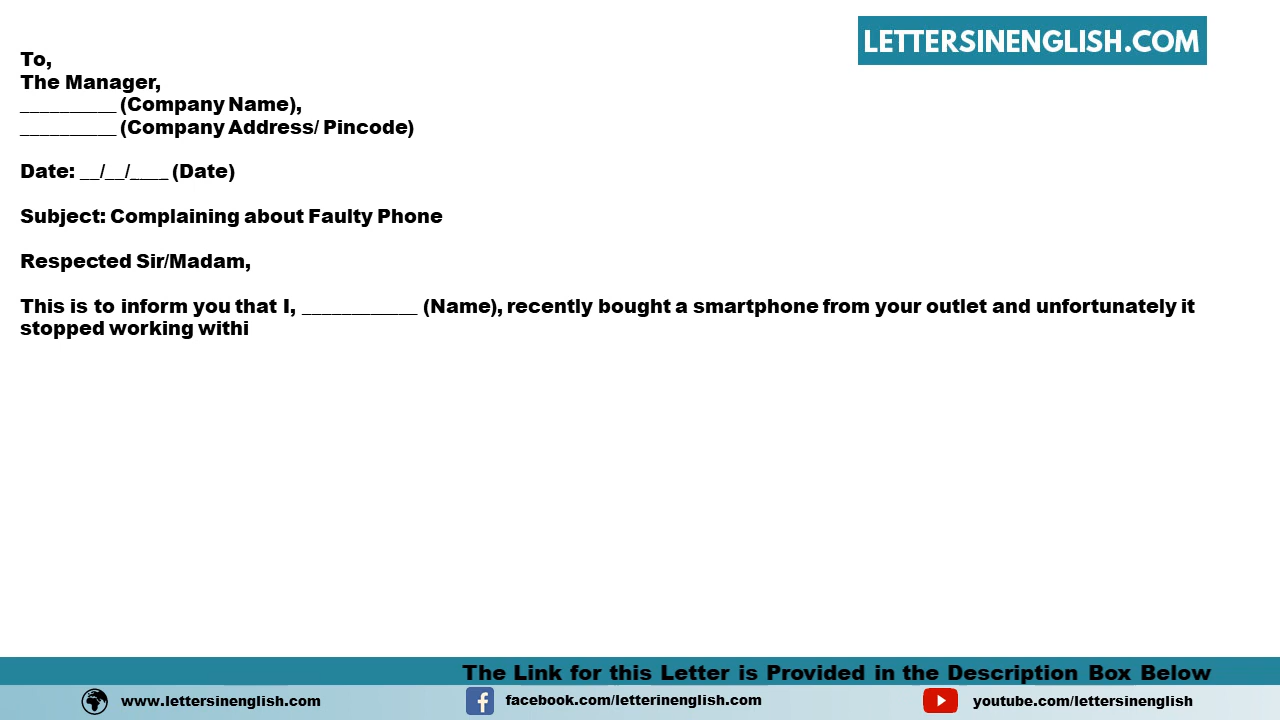 LETTERSINENGLISH.COM
To,
The Manager,
__________ (Company Name),
__________ (Company Address/ Pincode)
Date: __/__/____ (Date)
Subject: Complaining about Faulty Phone
Respected Sir/Madam,
This is to inform you that I, ____________ (Name), recently bought a smartphone from your outlet and unfortunately it
stopped working withi
The Link for this Letter is Provided in the Description Box Below
www.lettersinenglish.com
facebook.com/letterinenglish.com
youtube.com/lettersinenglish